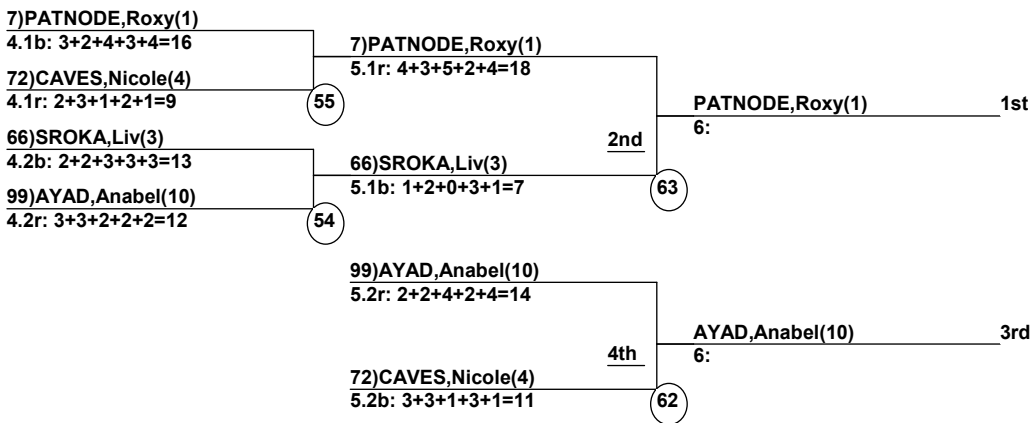 7)PATNODE,Roxy(1)
4.1b: 3+2+4+3+4=16
72)CAVES,Nicole(4)
4.1r: 2+3+1+2+1=9
55
66)SROKA,Liv(3)
4.2b: 2+2+3+3+3=13
99)AYAD,Anabel(10)
4.2r: 3+3+2+2+2=12
54
7)PATNODE,Roxy(1)
5.1r: 4+3+5+2+4=18
2nd
66)SROKA,Liv(3)
5.1b: 1+2+0+3+1=7
63
PATNODE,Roxy(1) 1st
6:
99)AYAD,Anabel(10)
5.2r: 2+2+4+2+4=14
4th
72)CAVES,Nicole(4)
5.2b: 3+3+1+3+1=11
62
AYAD,Anabel(10) 3rd
6: